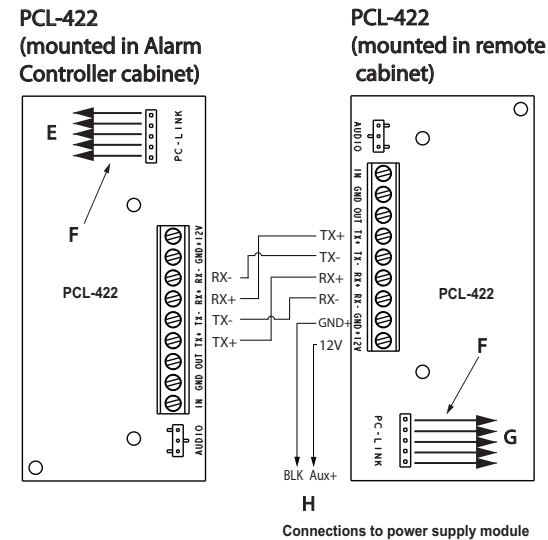 PCL-422
(mounted in Alarm
Controller cabinet)
PCL-422
(mounted in remote
cabinet)
E
PC-LINK
F
PCL-422
IN GND OUT TX+ TX- RX+ RX- GND+12V
AUDIO
RX-
RX+
TX-
TX+
TX+
TX-
RX+
RX-
GND+
12V
AUDIO
IN GND OUT TX+ TX- RX+ RX- GND+12V
PCL-422
F
PC-LINK
G
BLK Aux+
H
Connections to power supply module